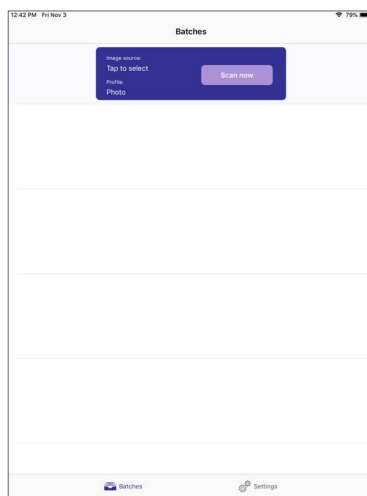 12:42 PM Fri Nov 3
79%
Batches
Image source:
Tap to select
Profile:
Photo
Scan now
Batches
Settings